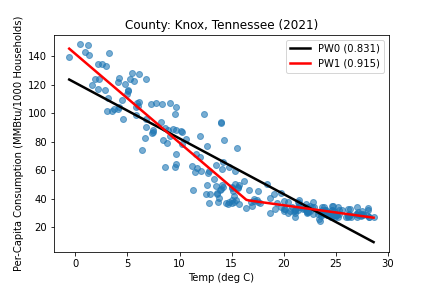 County: Knox, Tennessee (2021)
PW0 (0.831)
PW1 (0.915)
Per-Capita Consumption (MMBtu/1000 Households)
140
120
100
80
60
40
20
0 5 10 15 20 25 30
Temp (deg C)